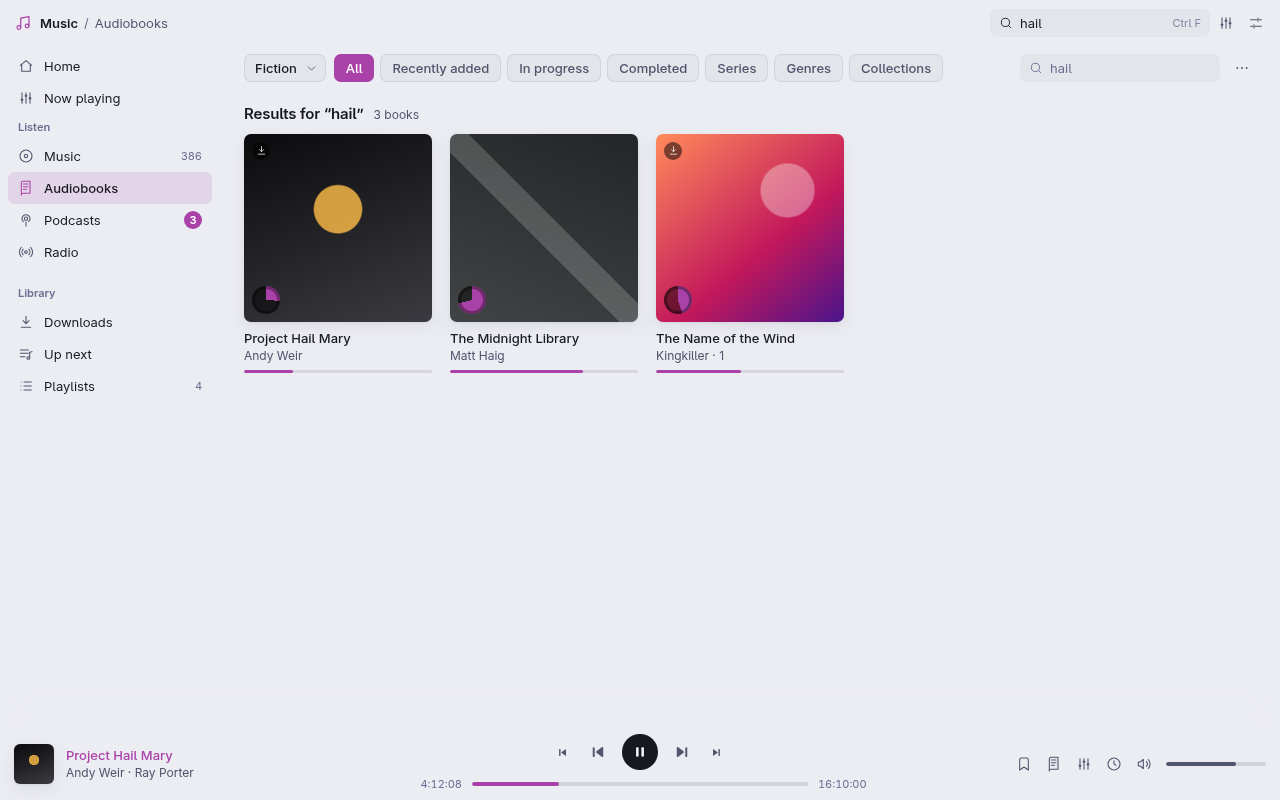 Music / Audiobooks
hail
Ctrl F
Home
Now playing
Listen
Music 386
Audiobooks
Podcasts 3
Radio
Library
Downloads
Up next
Playlists 4
Fiction
All
Recently added
In progress
Completed
Series
Genres
Collections
hail
Results for “hail” 3 books
Project Hail Mary
Andy Weir
The Midnight Library
Matt Haig
The Name of the Wind
Kingkiller · 1
Project Hail Mary
Andy Weir · Ray Porter
4:12:08
16:10:00